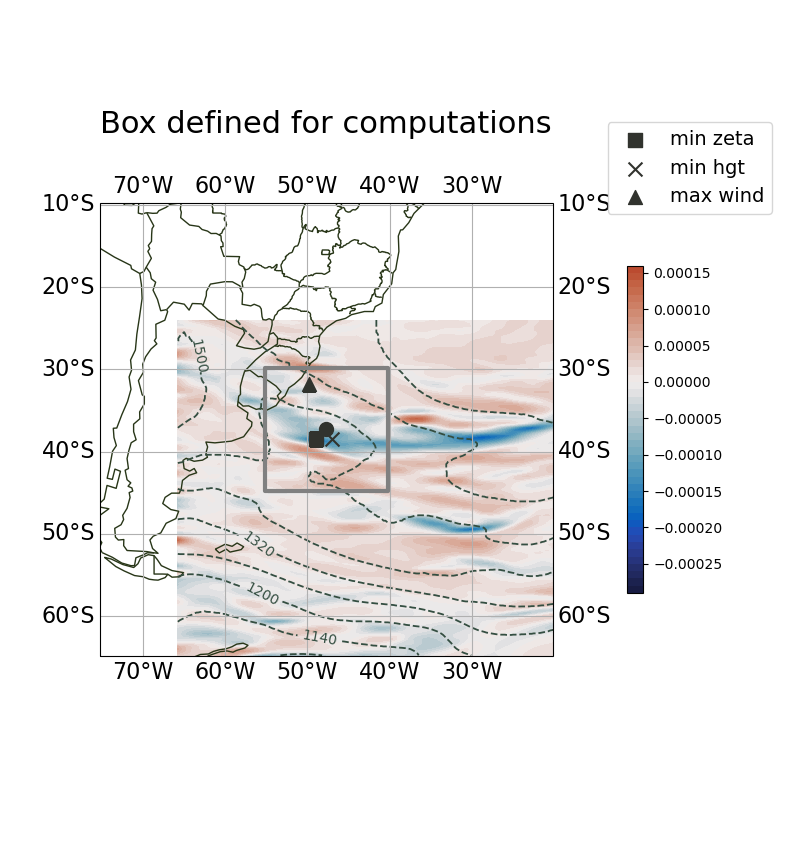 Box defined for computations
min zeta
min hgt
max wind
70°W 60°W 50°W 40°W 30°W
10°S 10°S
20°S 20°S
30°S 30°S
40°S 40°S
50°S 50°S
60°S 60°S
70°W 60°W 50°W 40°W 30°W
1500
1320
1200
1140
0.00015
0.00010
0.00005
0.00000
−0.00005
−0.00010
−0.00015
−0.00020
−0.00025